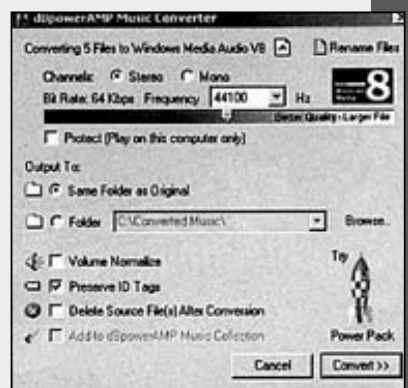 dBpowerAMP Music Converter
Converting 5 Files to Windows Media Audio V8
Rename Files
Channels: Stereo Mono
Bit Rate: 64 Kbps Frequency 44100 Hz
8
Better Quality - Larger File
Protect (Play on this computer only)
Output To:
Same Folder as Original
Folder C:\Converted Music\ Browse..
Volume Normalize
Try
Preserve ID Tags
Delete Source File(s) After Conversion
Add to dBpowerAMP Music Collection
Power Pack
Cancel Convert >>